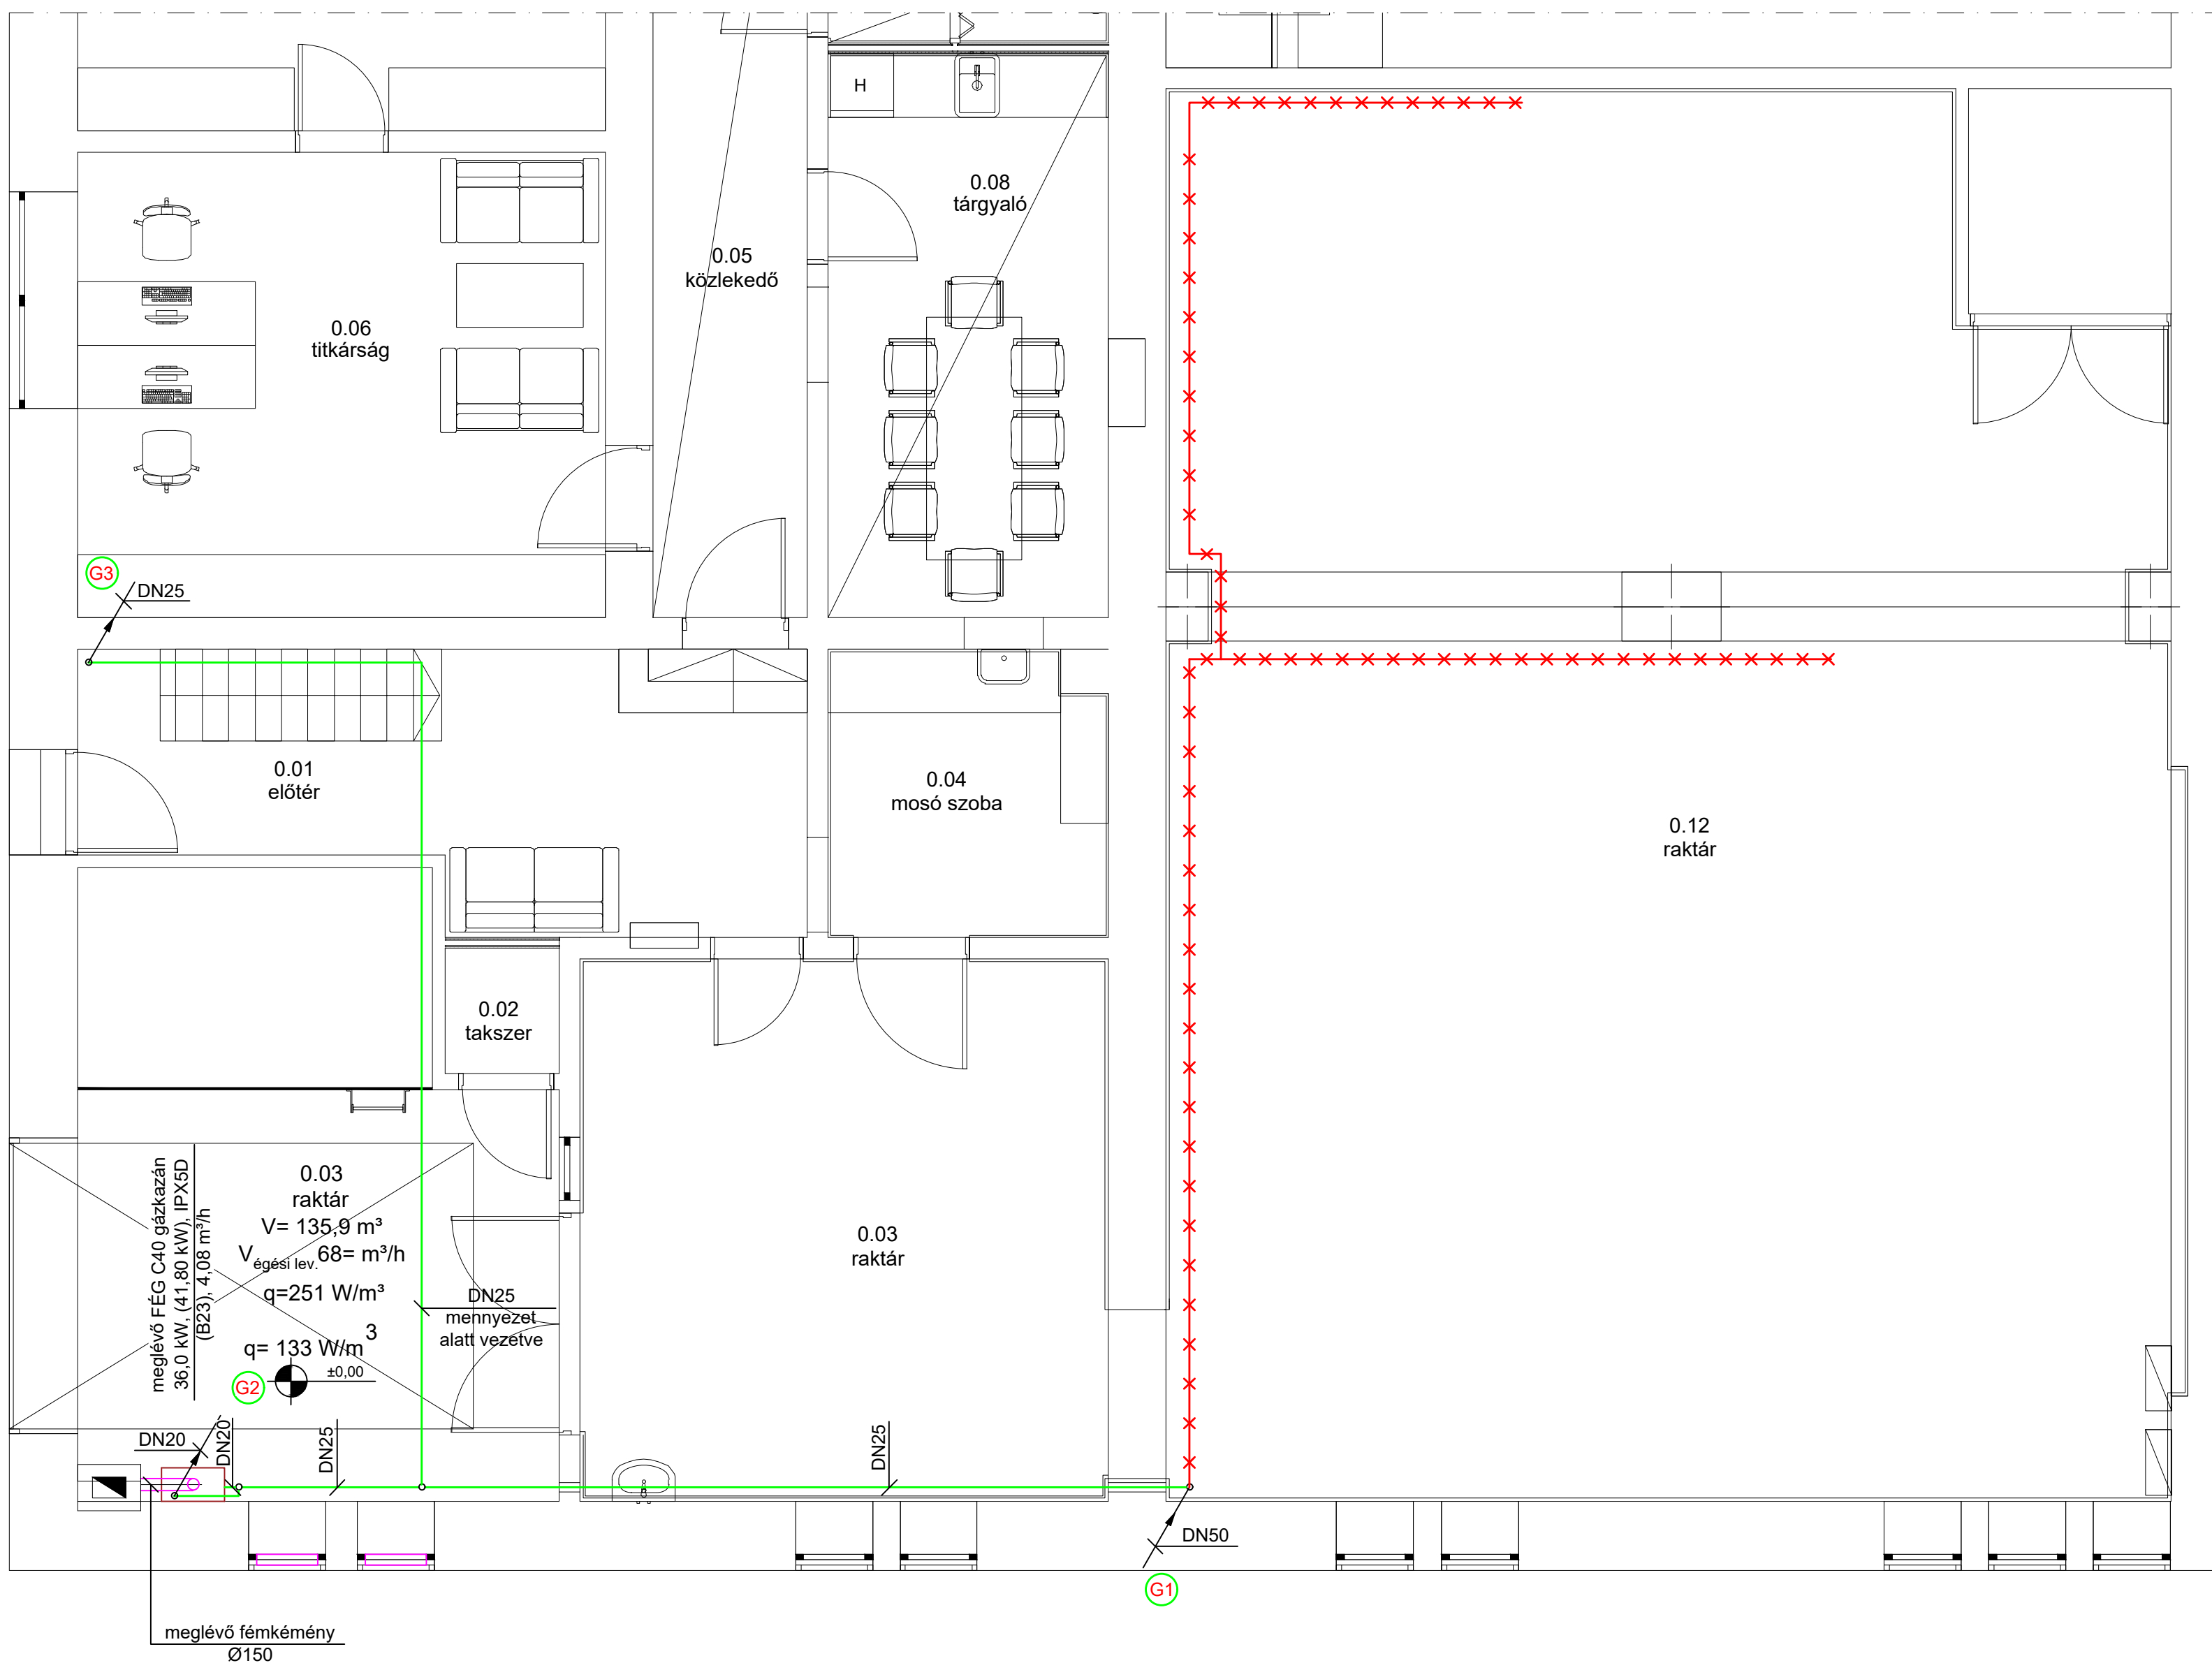 H
0.08
tárgyaló
0.05
közlekedő
0.06
titkárság
G3
DN25
0.01
előtér
0.04
mosó szoba
0.12
raktár
0.02
takszer
meglévő FÉG C40 gázkazán
36,0 kW, (41,80 kW), IPX5D
(B23), 4,08 m³/h
0.03
raktár
V= 135,9 m³
Végési lev.68= m³/h
q=251 W/m³
q= 133 W/m3
±0,00
G2
DN25
mennyezet
alatt vezetve
0.03
raktár
DN20
DN20
DN25
DN25
DN50
G1
meglévő fémkémény
Ø150